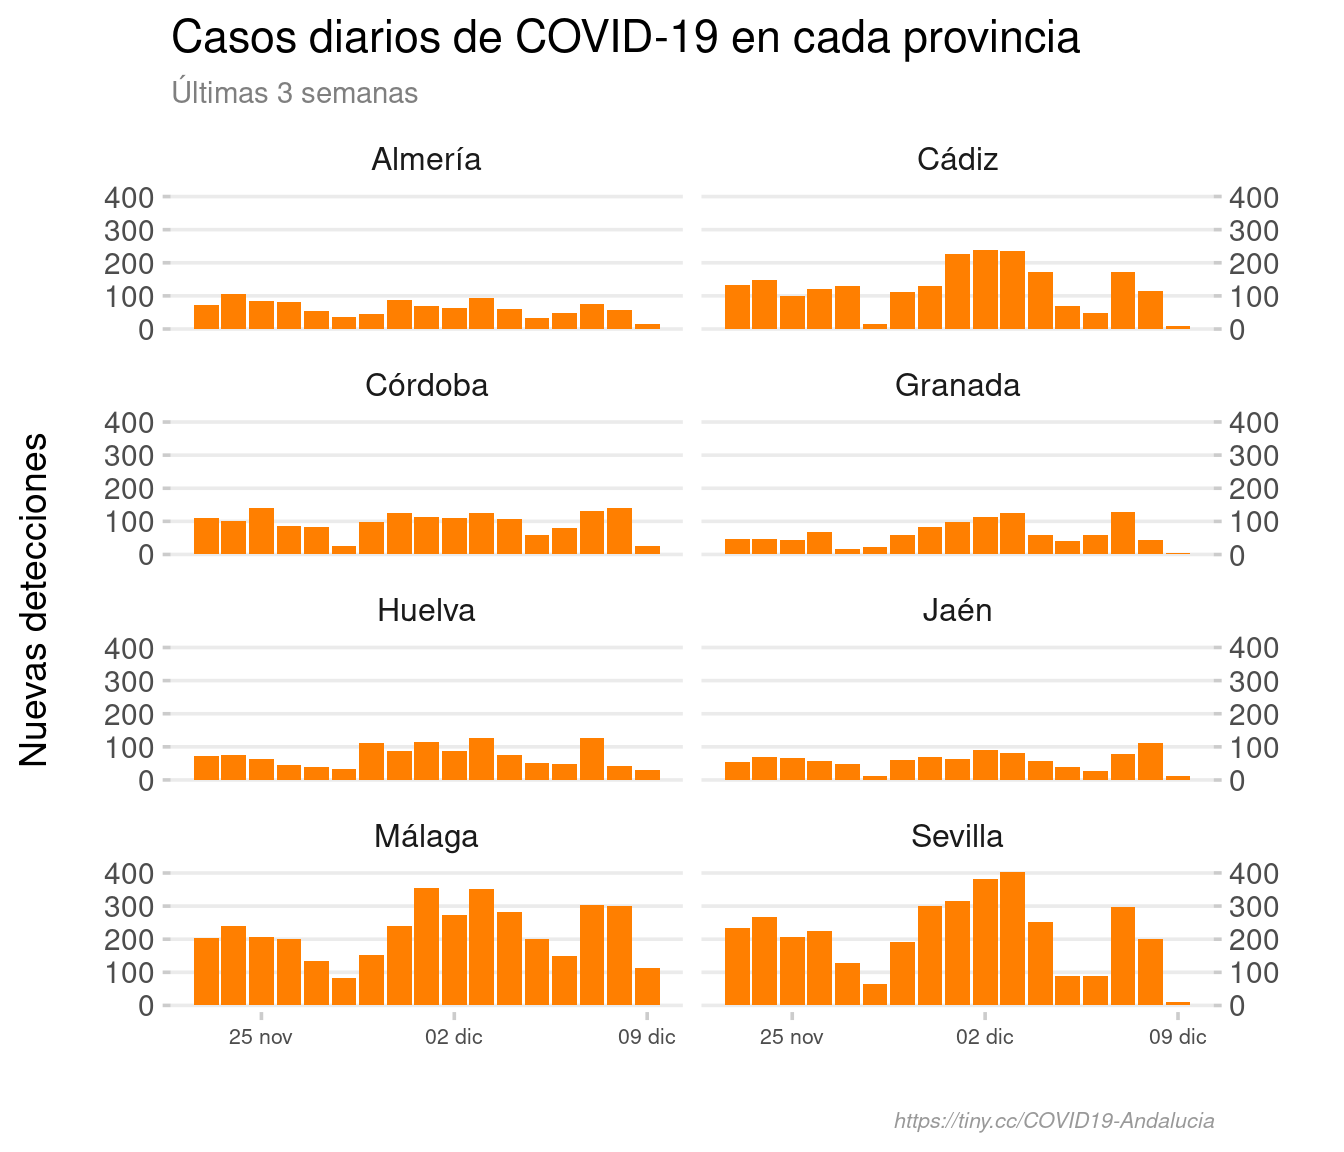 Casos diarios de COVID-19 en cada provincia
Últimas 3 semanas
Nuevas detecciones
Almería
Cádiz
400
300
200
100
0
400
300
200
100
0
Córdoba
Granada
400
300
200
100
0
400
300
200
100
0
Huelva
Jaén
400
300
200
100
0
400
300
200
100
0
Málaga
Sevilla
400
300
200
100
0
400
300
200
100
0
25 nov
02 dic
09 dic
25 nov
02 dic
09 dic
https://tiny.cc/COVID19-Andalucia